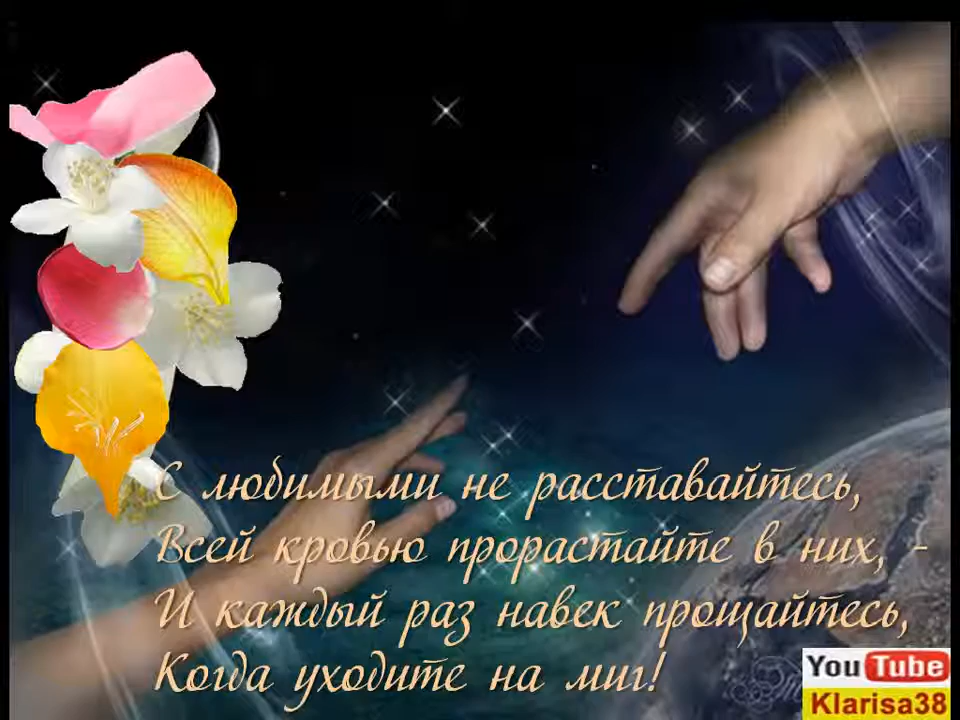 С любимыми не расставайтесь,
Всей кровью прорастайте в них, -
И каждый раз навек прощайтесь,
Когда уходите на миг!
YouTube
Klarisa38